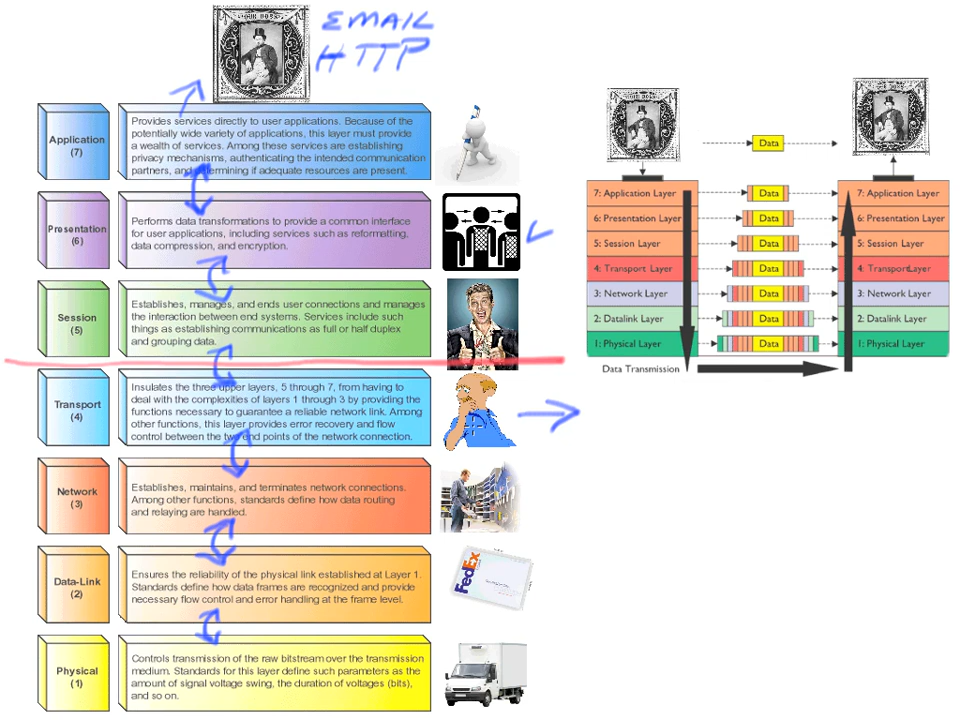 EMAIL
HTTP
Application
(7)
Provides services directly to user applications. Because of the
potentially wide variety of applications, this layer must provide
a wealth of services. Among these services are establishing
privacy mechanisms, authenticating the intended communication
partners, and determining if adequate resources are present.
Presentation
(6)
Performs data transformations to provide a common interface
for user applications, including services such as reformatting,
data compression, and encryption.
Session
(5)
Establishes, manages, and ends user connections and manages
the interaction between end systems. Services include such
things as establishing communications as full or half duplex
and grouping data.
Transport
(4)
Insulates the three upper layers, 5 through 7, from having to
deal with the complexities of layers 1 through 3 by providing the
functions necessary to guarantee a reliable network link. Among
other functions, this layer provides error recovery and flow
control between the two end points of the network connection.
Network
(3)
Establishes, maintains, and terminates network connections.
Among other functions, standards define how data routing
and relaying are handled.
Data-Link
(2)
Ensures the reliability of the physical link established at Layer 1.
Standards define how data frames are recognized and provide
necessary flow control and error handling at the frame level.
FedEx
Physical
(1)
Controls transmission of the raw bitstream over the transmission
medium. Standards for this layer define such parameters as the
amount of signal voltage swing, the duration of voltages (bits),
and so on.
Data
7: Application Layer Data 7: Application Layer
6: Presentation Layer Data 6: Presentation Layer
5: Session Layer Data 5: Session Layer
4: Transport Layer Data 4: TransportLayer
3: Network Layer Data 3: Network Layer
2: Datalink Layer Data 2: Datalink Layer
1: Physical Layer Data 1: Physical Layer
Data Transmission